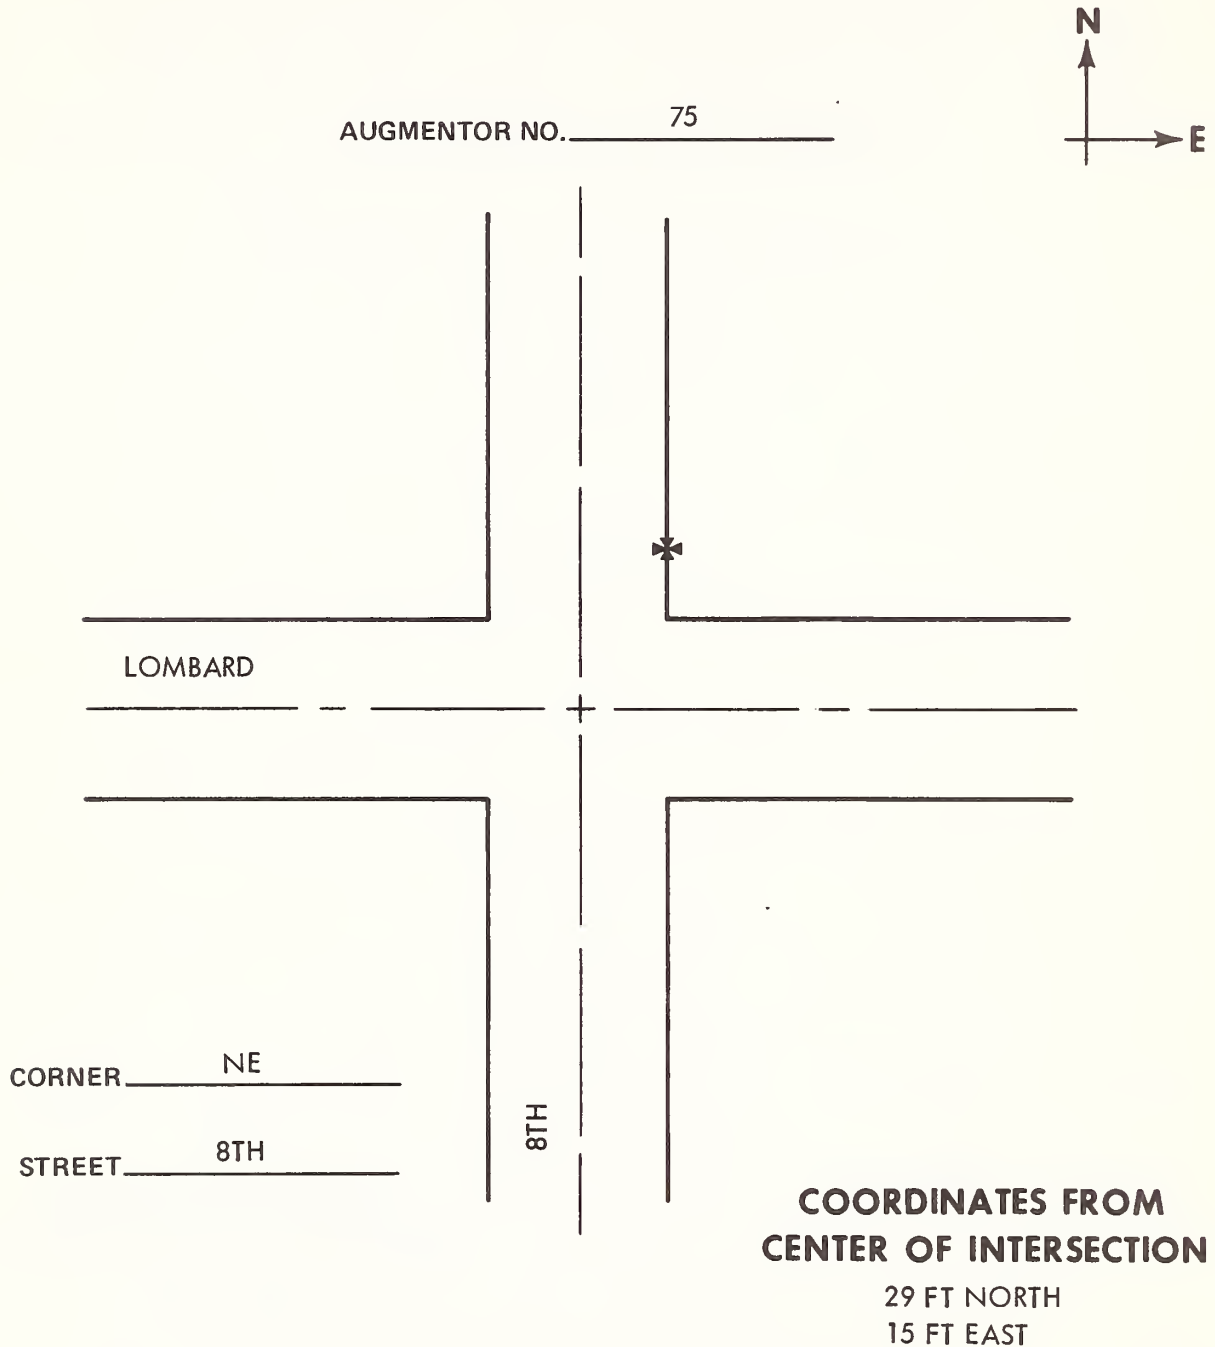 N
AUGMENTOR NO. 75
E
LOMBARD
CORNER NE
8TH
STREET 8TH
COORDINATES FROM
CENTER OF INTERSECTION
29 FT NORTH
15 FT EAST